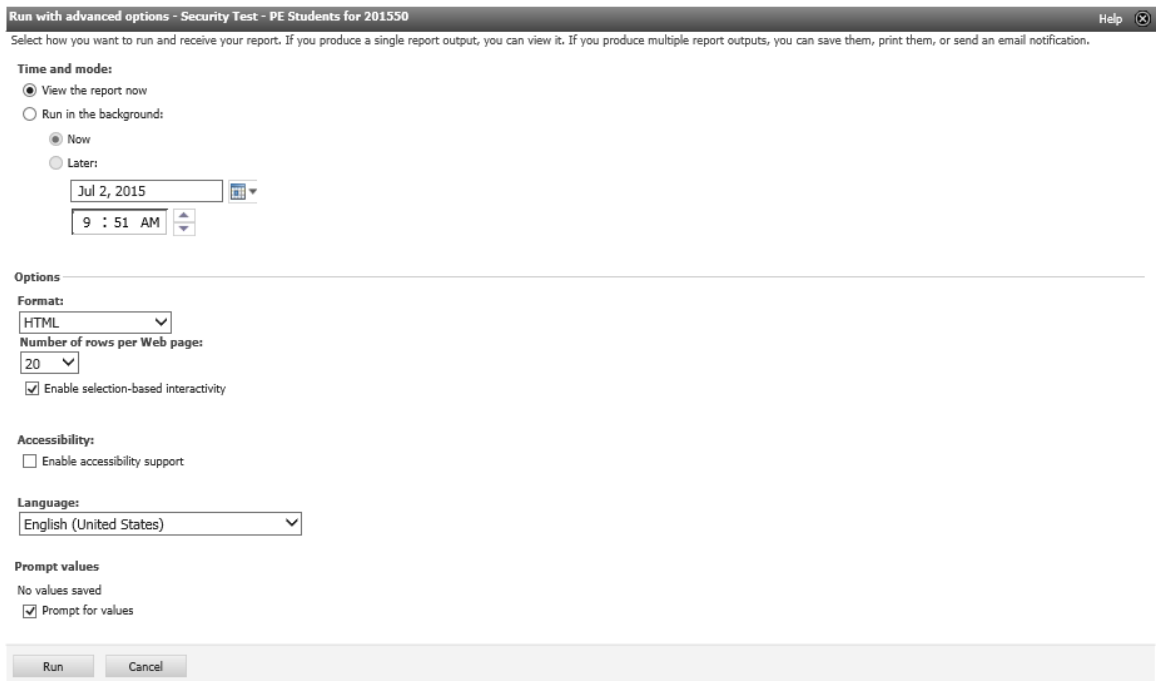 Run with advanced options - Security Test - PE Students for 201550
Help
Select how you want to run and receive your report. If you produce a single report output, you can view it. If you produce multiple report outputs, you can save them, print them, or send an email notification.
Time and mode:
View the report now
Run in the background:
Now
Later:
Jul 2, 2015
9 : 51 AM
Options
Format:
HTML
Number of rows per Web page:
20
Enable selection-based interactivity
Accessibility:
Enable accessibility support
Language:
English (United States)
Prompt values
No values saved
Prompt for values
Run Cancel